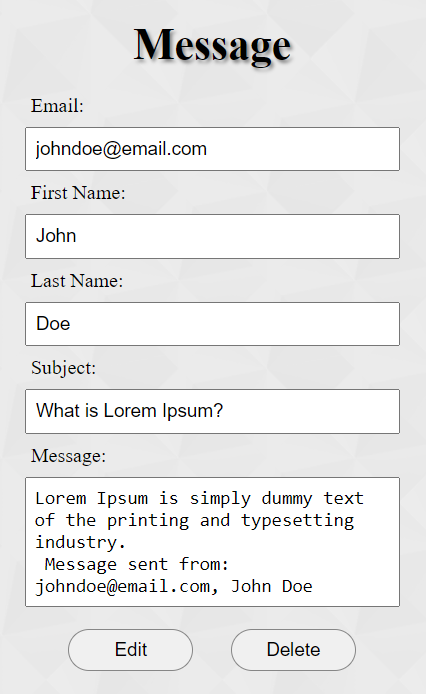 Message
Email:
johndoe@email.com
First Name:
John
Last Name:
Doe
Subject:
What is Lorem Ipsum?
Message:
Lorem Ipsum is simply dummy text
of the printing and typesetting
industry.
Message sent from:
johndoe@email.com, John Doe
Edit Delete